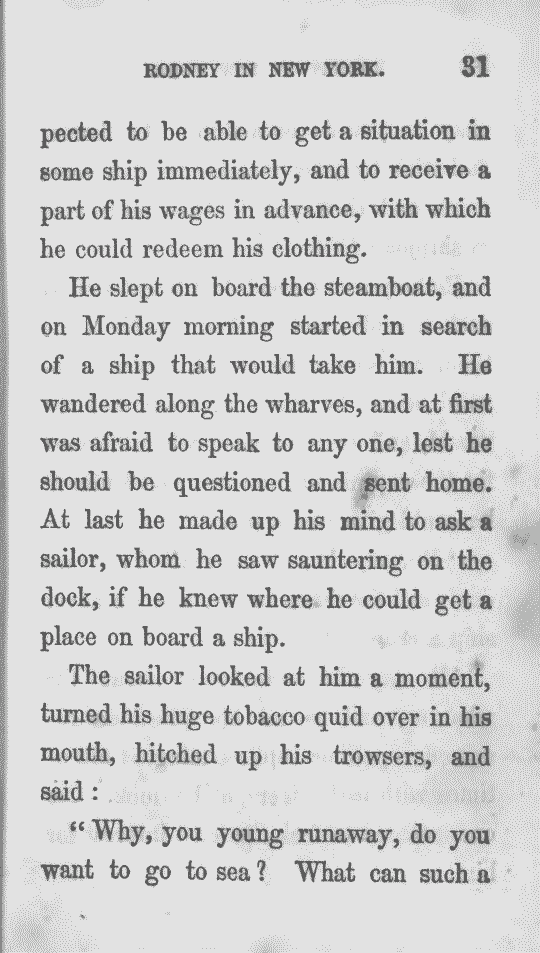 RODNEY IN NEW YORK. 31
pected to be able to get a situation in
some ship immediately, and to receive a
part of his wages in advance, with which
he could redeem his clothing.
He slept on board the steamboat, and
on Monday morning started in search
of a ship that would take him. He
wandered along the wharves, and at first
was afraid to speak to any one, lest he
should be questioned and sent home.
At last he made up his mind to ask a
sailor, whom he saw sauntering on the
dock, if he knew where he could get a
place on board a ship.
The sailor looked at him a moment,
turned his huge tobacco quid over in his
mouth, hitched up his trowsers, and
said :
“ Why, you young runaway, do you
want to go to sea ? What can such a